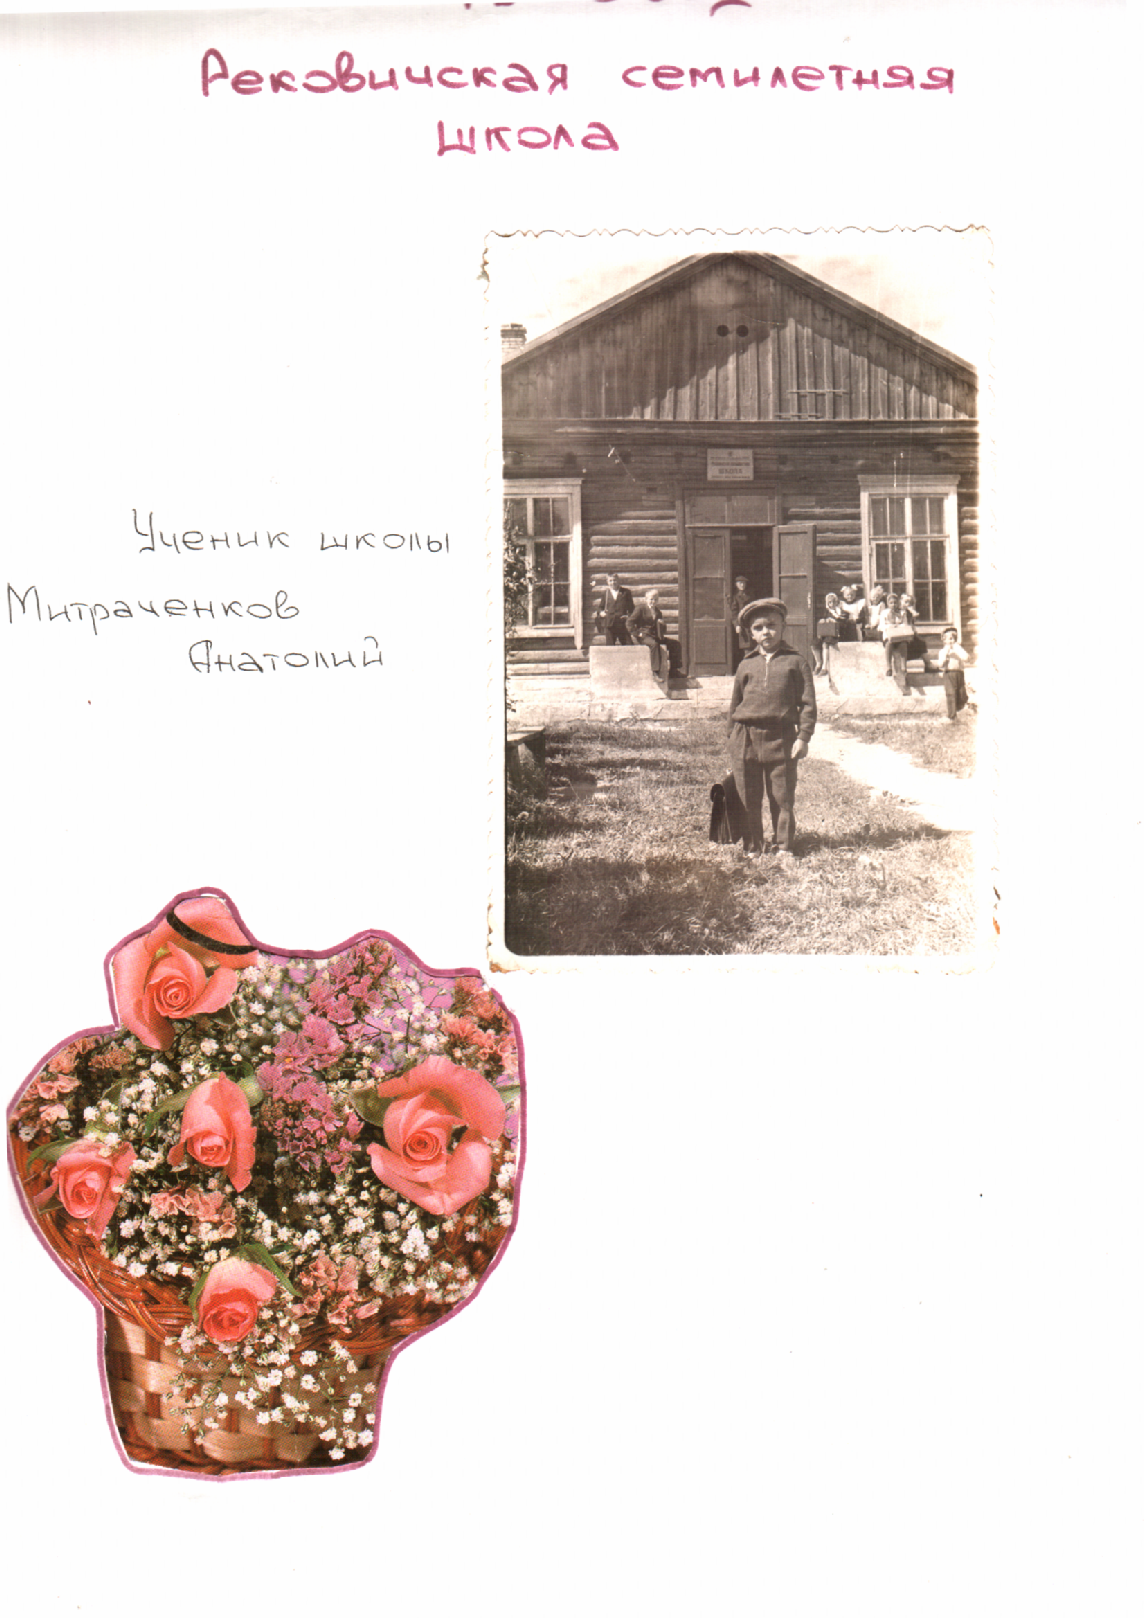 Рековичская семилетняя
школа
Ученик школы
Митраченков
Анатолий